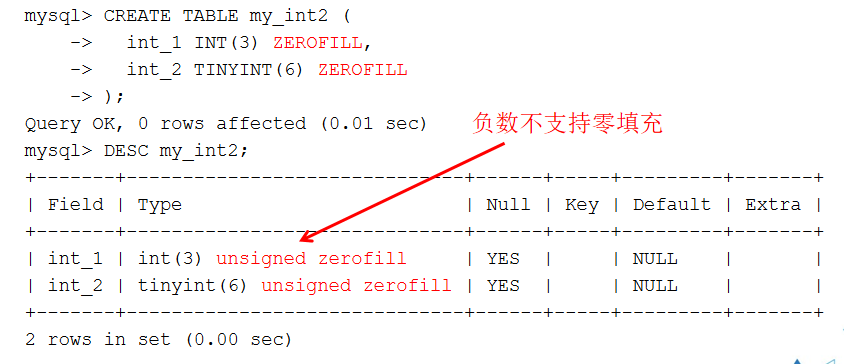 mysql> CREATE TABLE my_int2 (
    ->   int_1 INT(3) ZEROFILL,
    ->   int_2 TINYINT(6) ZEROFILL
    -> );
Query OK, 0 rows affected (0.01 sec)
负数不支持零填充
mysql> DESC my_int2;
+-------+------------------------------+------+-----+---------+-------+
| Field | Type                         | Null | Key | Default | Extra |
+-------+------------------------------+------+-----+---------+-------+
| int_1 | int(3) unsigned zerofill     | YES  |     | NULL    |       |
| int_2 | tinyint(6) unsigned zerofill | YES  |     | NULL    |       |
+-------+------------------------------+------+-----+---------+-------+
2 rows in set (0.00 sec)